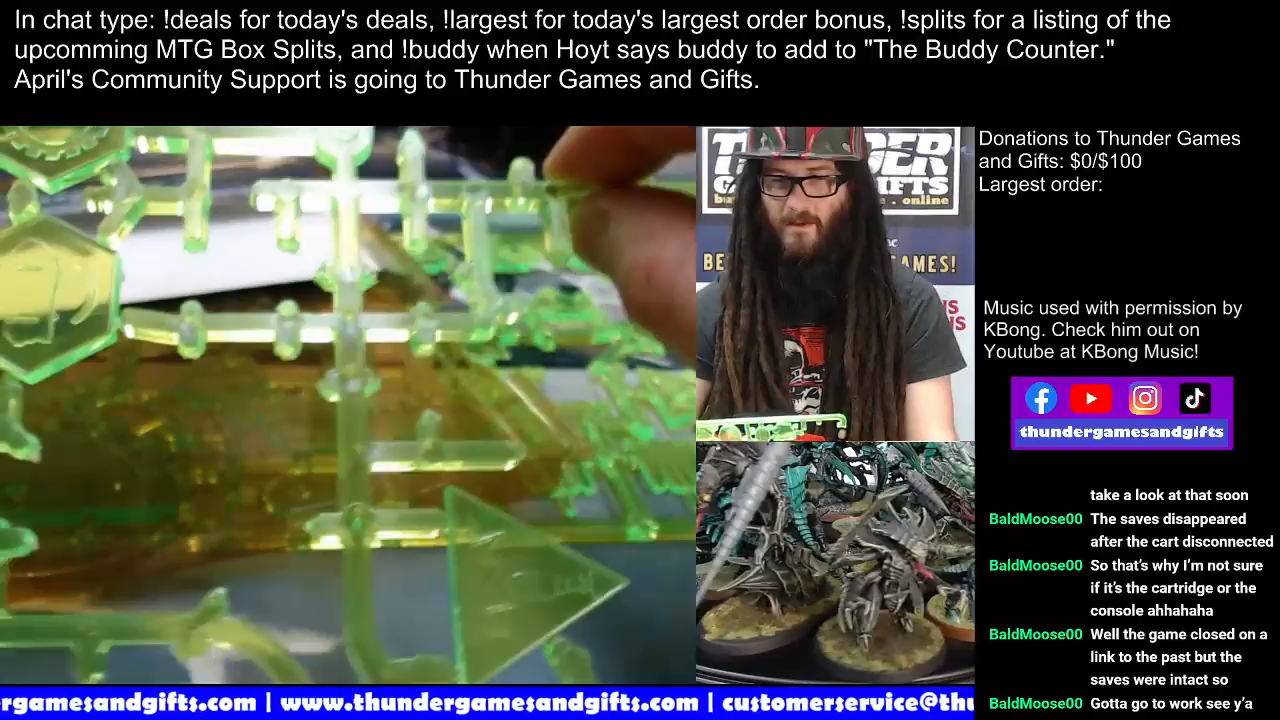 In chat type: !deals for today's deals, !largest for today's largest order bonus, !splits for a listing of the
upcomming MTG Box Splits, and !buddy when Hoyt says buddy to add to "The Buddy Counter."
April's Community Support is going to Thunder Games and Gifts.
Donations to Thunder Games
and Gifts: $0/$100
Largest order:
online
GAMES!
Music used with permission by
KBong. Check him out on
Youtube at KBong Music!
thundergamesandgifts
take a look at that soon
BaldMoose00 The saves disappeared
after the cart disconnected
BaldMoose00 So that's why I'm not sure
if it's the cartridge or the
console ahhahaha
BaldMoose00 Well the game closed on a
link to the past but the
saves were intact so
BaldMoose00 Gotta go to work see y'a
rgamesandgifts.com | www.thundergamesandgifts.com | customerservice@thu